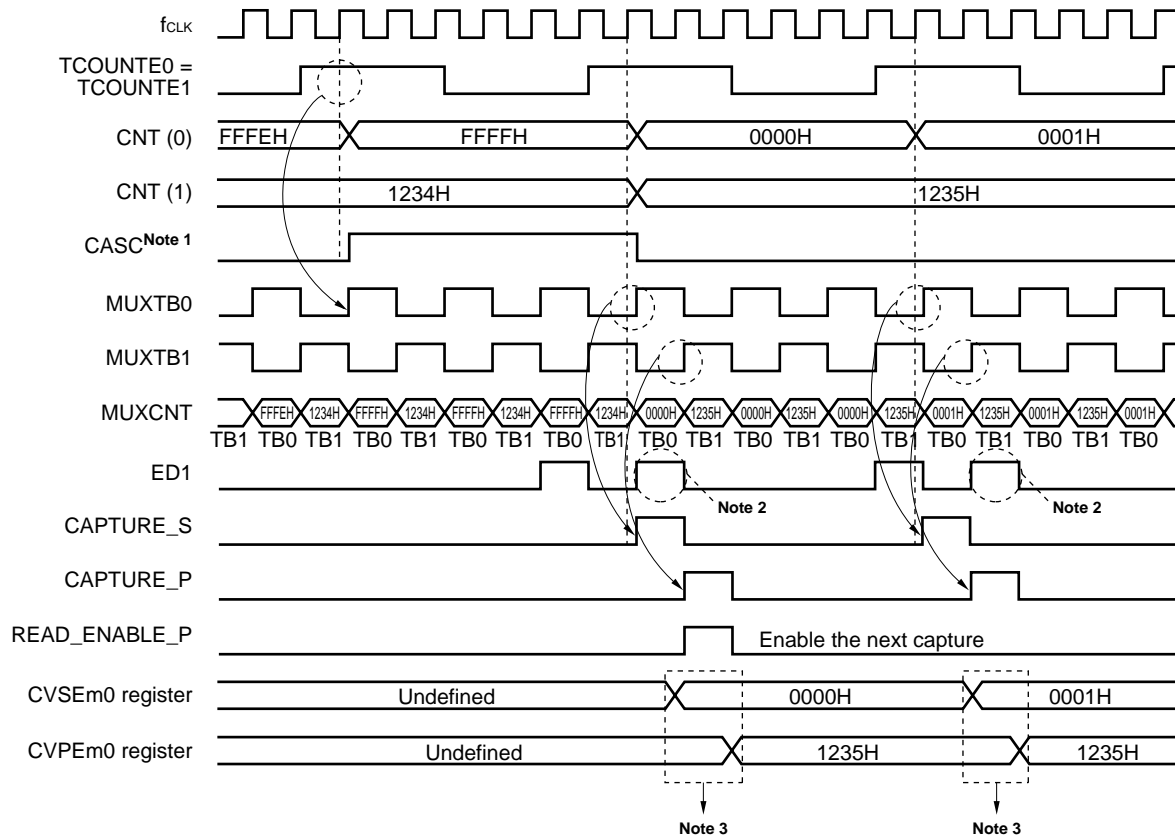 fCLK
TCOUNTE0 =
TCOUNTE1
CNT (0)
FFFEH FFFFH 0000H 0001H
CNT (1)
1234H 1235H
CASC Note 1
MUXTB0
MUXTB1
MUXCNT
FFFEH 1234H FFFFH 1234H FFFFH 1234H FFFFH 1234H 0000H 1235H 0000H 1235H 0000H 1235H 0001H 1235H 0001H 1235H 0001H
TB1 TB0 TB1 TB0 TB1 TB0 TB1 TB0 TB1 TB0 TB1 TB0 TB1 TB0 TB1 TB0 TB1 TB0 TB1 TB0
ED1
Note 2 Note 2
CAPTURE_S
CAPTURE_P
READ_ENABLE_P
Enable the next capture
CVSEm0 register
Undefined 0000H 0001H
CVPEm0 register
Undefined 1235H 1235H
Note 3 Note 3